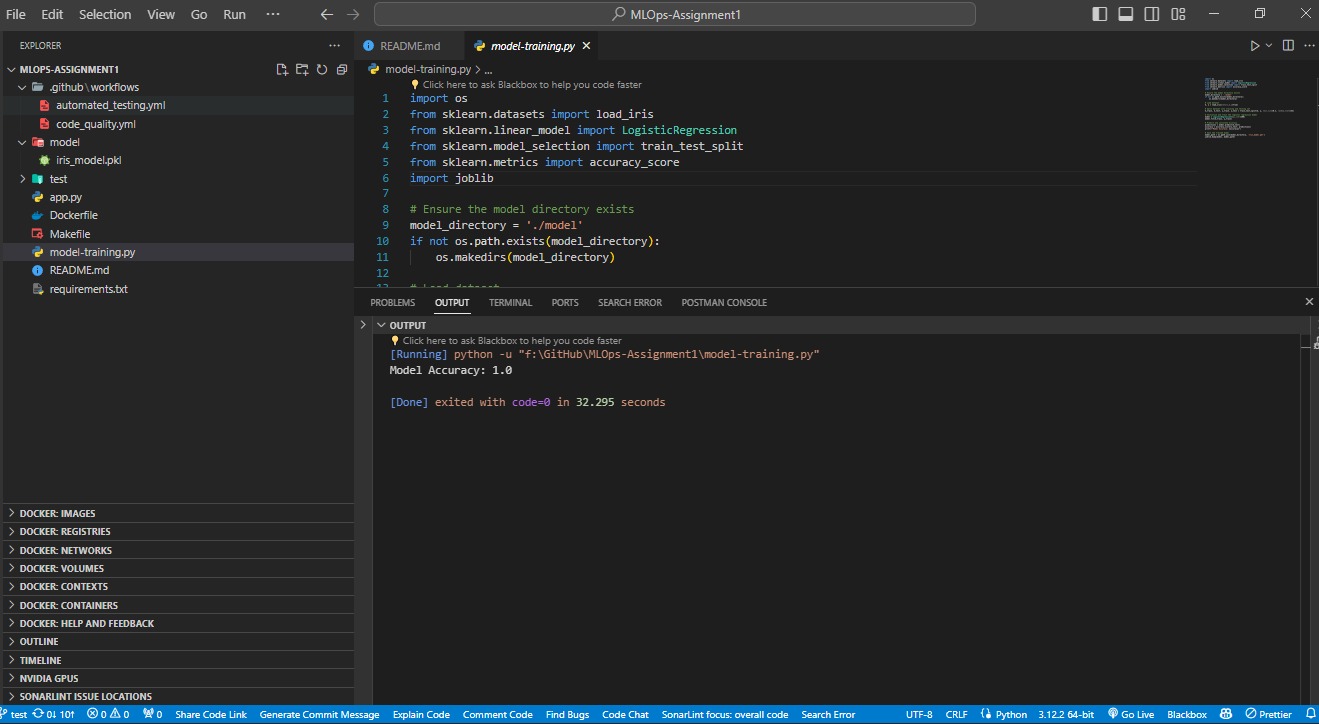 File Edit Selection View Go Run ··· MLOps-Assignment1
EXPLORER ···
MLOPS-ASSIGNMENT1
.github\workflows
automated_testing.yml
code_quality.yml
model
iris_model.pkl
test
app.py
Dockerfile
Makefile
model-training.py
README.md
requirements.txt
DOCKER: IMAGES
DOCKER: REGISTRIES
DOCKER: NETWORKS
DOCKER: VOLUMES
DOCKER: CONTEXTS
DOCKER: CONTAINERS
DOCKER: HELP AND FEEDBACK
OUTLINE
TIMELINE
NVIDIA GPUS
SONARLINT ISSUE LOCATIONS
README.md model-training.py
model-training.py > ...
Click here to ask Blackbox to help you code faster
1 import os
2 from sklearn.datasets import load_iris
3 from sklearn.linear_model import LogisticRegression
4 from sklearn.model_selection import train_test_split
5 from sklearn.metrics import accuracy_score
6 import joblib
7
8 # Ensure the model directory exists
9 model_directory = './model'
10 if not os.path.exists(model_directory):
11 os.makedirs(model_directory)
12
13 # Load dataset
PROBLEMS OUTPUT TERMINAL PORTS SEARCH ERROR POSTMAN CONSOLE
OUTPUT
Click here to ask Blackbox to help you code faster
[Running] python -u "f:\GitHub\MLOps-Assignment1\model-training.py"
Model Accuracy: 1.0
[Done] exited with code=0 in 32.295 seconds
test 0↓ 10↑ 0 0 0 Share Code Link Generate Commit Message Explain Code Comment Code Find Bugs Code Chat SonarLint focus: overall code Search Error UTF-8 CRLF Python 3.12.2 64-bit Go Live Blackbox Prettier